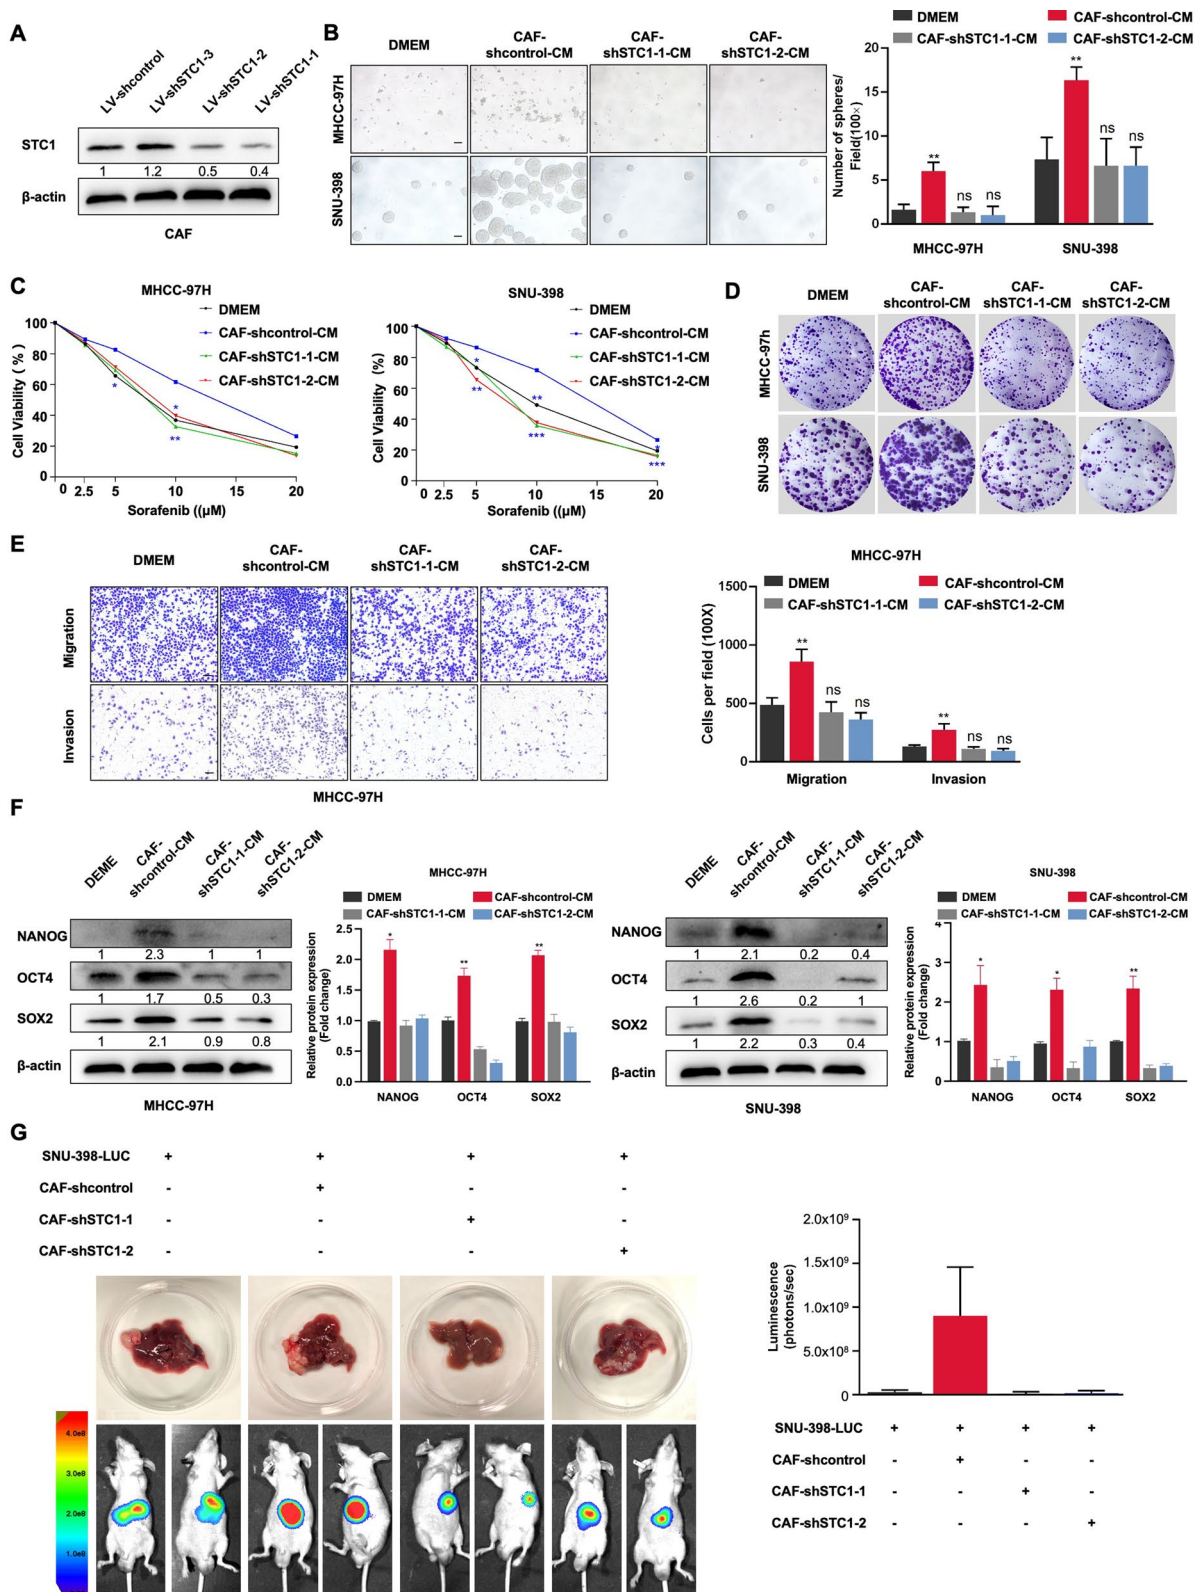 A
LV-shcontrol
LV-shSTC1-3
LV-shSTC1-2
LV-shSTC1-1
STC1
1 1.2 0.5 0.4
β-actin
CAF
B
DMEM
CAF-
shcontrol-CM
CAF-
shSTC1-1-CM
CAF-
shSTC1-2-CM
MHCC-97H
SNU-398
DMEM
CAF-shcontrol-CM
CAF-shSTC1-1-CM
CAF-shSTC1-2-CM
Number of spheres/
Field(100×)
20
15
10
5
0
**
ns
ns
**
ns
ns
MHCC-97H
SNU-398
C
MHCC-97H
DMEM
CAF-shcontrol-CM
CAF-shSTC1-1-CM
CAF-shSTC1-2-CM
Cell Viability (%)
100
80
60
40
20
0
*
*
**
0 2.5 5 10 15 20
Sorafenib ((μM)
SNU-398
DMEM
CAF-shcontrol-CM
CAF-shSTC1-1-CM
CAF-shSTC1-2-CM
Cell Viability (%)
100
80
60
40
20
0
*
**
**
***
*
***
0 2.5 5 10 15 20
Sorafenib ((μM)
D
DMEM
CAF-
shcontrol-CM
CAF-
shSTC1-1-CM
CAF-
shSTC1-2-CM
MHCC-97h
SNU-398
E
DMEM
CAF-
shcontrol-CM
CAF-
shSTC1-1-CM
CAF-
shSTC1-2-CM
Migration
Invasion
MHCC-97H
MHCC-97H
DMEM
CAF-shcontrol-CM
CAF-shSTC1-1-CM
CAF-shSTC1-2-CM
Cells per field (100X)
1500
1000
500
0
**
ns
ns
**
ns
ns
Migration
Invasion
F
DEME
CAF-
shcontrol-CM
CAF-
shSTC1-1-CM
CAF-
shSTC1-2-CM
NANOG
1 2.3 1 1
OCT4
1 1.7 0.5 0.3
SOX2
1 2.1 0.9 0.8
β-actin
MHCC-97H
MHCC-97H
DMEM
CAF-shcontrol-CM
CAF-shSTC1-1-CM
CAF-shSTC1-2-CM
Relative protein expression
(Fold change)
2.5
2.0
1.5
1.0
0.5
0.0
*
**
**
NANOG
OCT4
SOX2
DEME
CAF-
shcontrol-CM
CAF-
shSTC1-1-CM
CAF-
shSTC1-2-CM
NANOG
1 2.1 0.2 0.4
OCT4
1 2.6 0.2 1
SOX2
1 2.2 0.3 0.4
β-actin
SNU-398
SNU-398
DMEM
CAF-shcontrol-CM
CAF-shSTC1-1-CM
CAF-shSTC1-2-CM
Relative protein expression
(Fold change)
4
3
2
1
0
*
*
**
NANOG
OCT4
SOX2
G
SNU-398-LUC + + + +
CAF-shcontrol - + - -
CAF-shSTC1-1 - - + -
CAF-shSTC1-2 - - - +
4.0e8
3.0e8
2.0e8
1.0e8
Luminescence
(photons/sec)
2.0x10⁹
1.5x10⁹
1.0x10⁹
5.0x10⁸
0
SNU-398-LUC + + + +
CAF-shcontrol - + - -
CAF-shSTC1-1 - - + -
CAF-shSTC1-2 - - - +